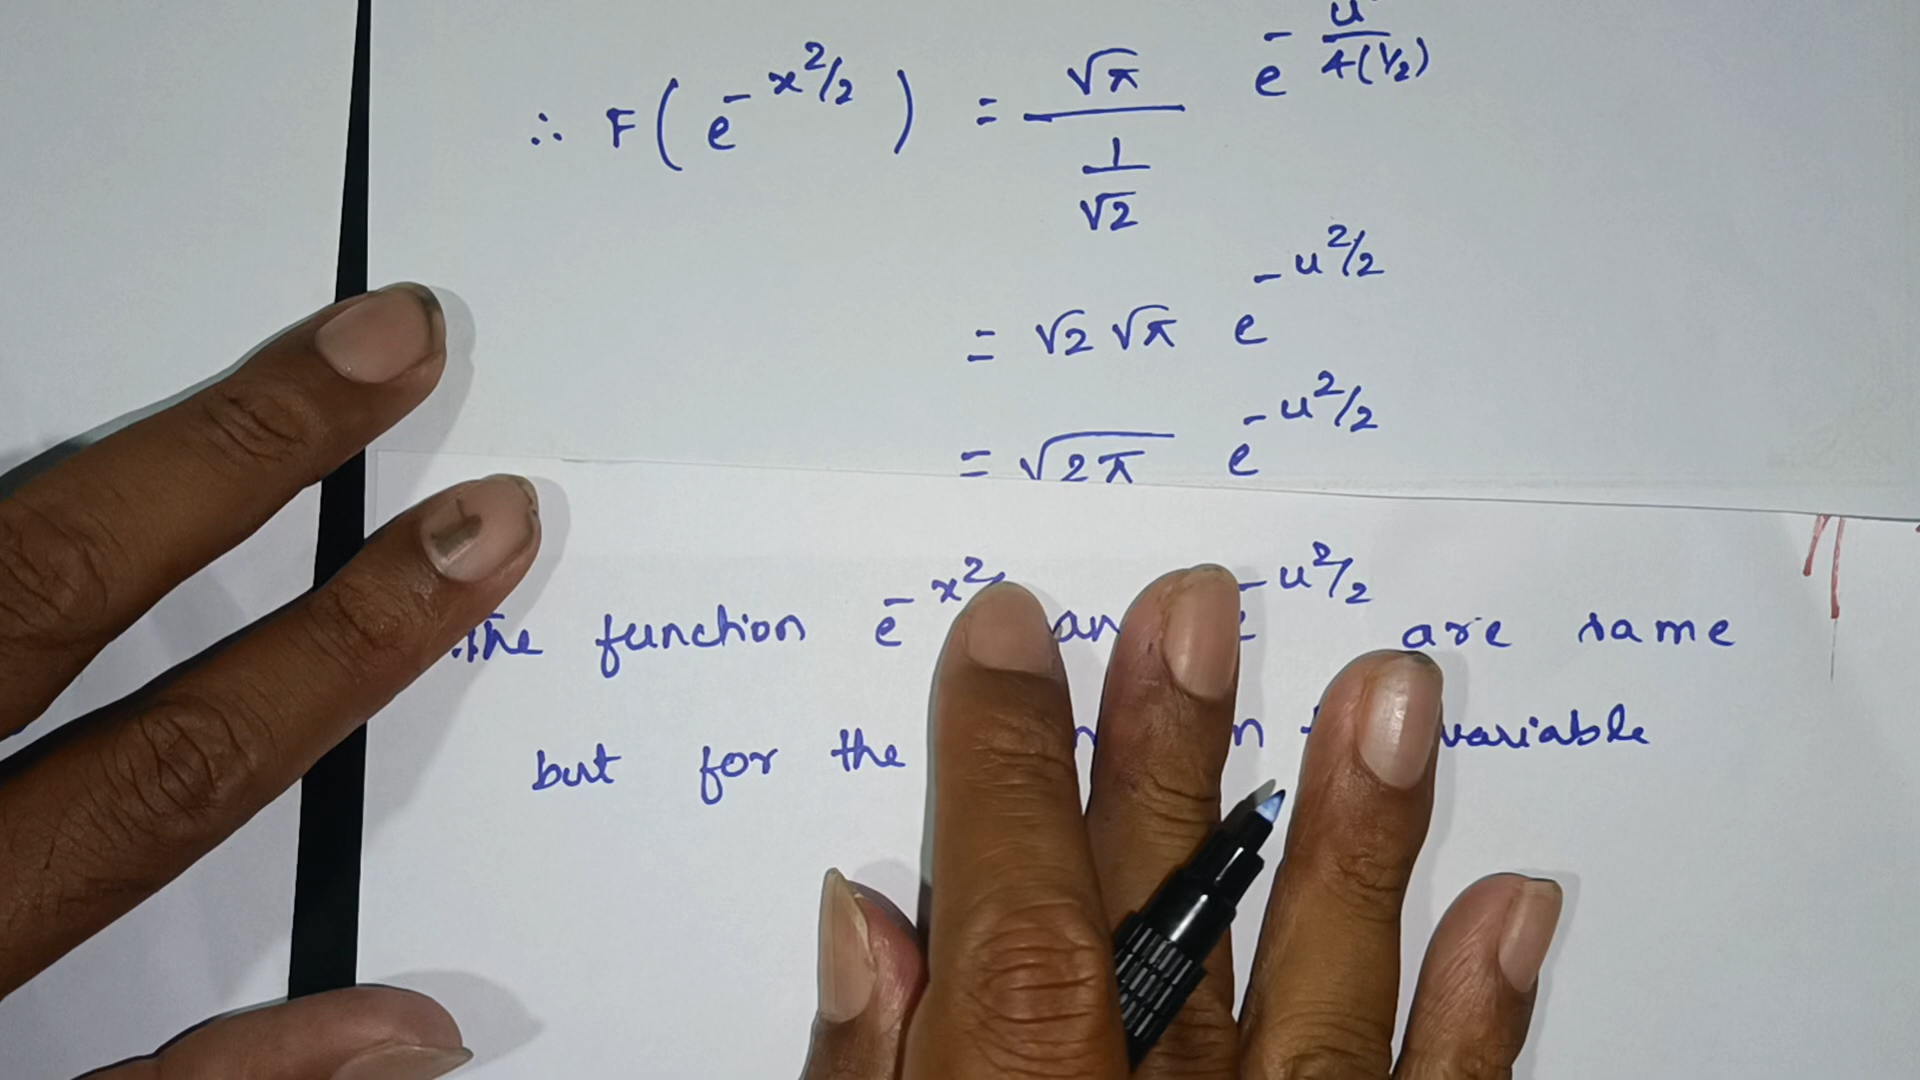 ∴ F(e^{-x²/2}) = √π / (1/√2) e^{-u/4(1/2)}
= √2 √π e^{-u²/2}
= √(2π) e^{-u²/2}
The function e^{-x²/ and e^{-u²/2} are same
but for the variable